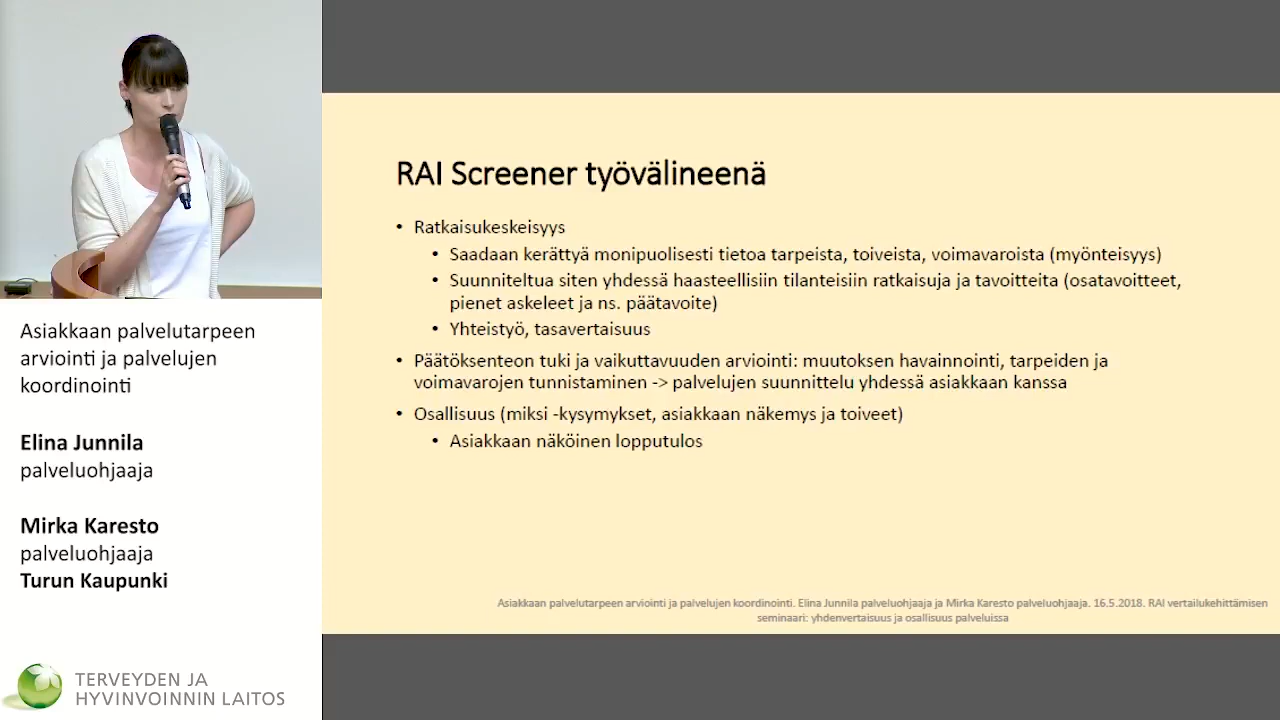 Asiakkaan palvelutarpeen
arviointi ja palvelujen
koordinointi
Elina Junnila
palveluohjaaja
Mirka Karesto
palveluohjaaja
Turun Kaupunki
TERVEYDEN JA
HYVINVOINNIN LAITOS
RAI Screener työvälineenä
• Ratkaisukeskeisyys
• Saadaan kerättyä monipuolisesti tietoa tarpeista, toiveista, voimavaroista (myönteisyys)
• Suunniteltua siten yhdessä haasteellisiin tilanteisiin ratkaisuja ja tavoitteita (osatavoitteet,
pienet askeleet ja ns. päätavoite)
• Yhteistyö, tasavertaisuus
• Päätöksenteon tuki ja vaikuttavuuden arviointi: muutoksen havainnointi, tarpeiden ja
voimavarojen tunnistaminen -> palvelujen suunnittelu yhdessä asiakkaan kanssa
• Osallisuus (miksi -kysymykset, asiakkaan näkemys ja toiveet)
• Asiakkaan näköinen lopputulos
Asiakkaan palvelutarpeen arviointi ja palvelujen koordinointi. Elina Junnila palveluohjaaja ja Mirka Karesto palveluohjaaja. 16.5.2018. RAI vertailukehittämisen
seminaari: yhdenvertaisuus ja osallisuus palveluissa